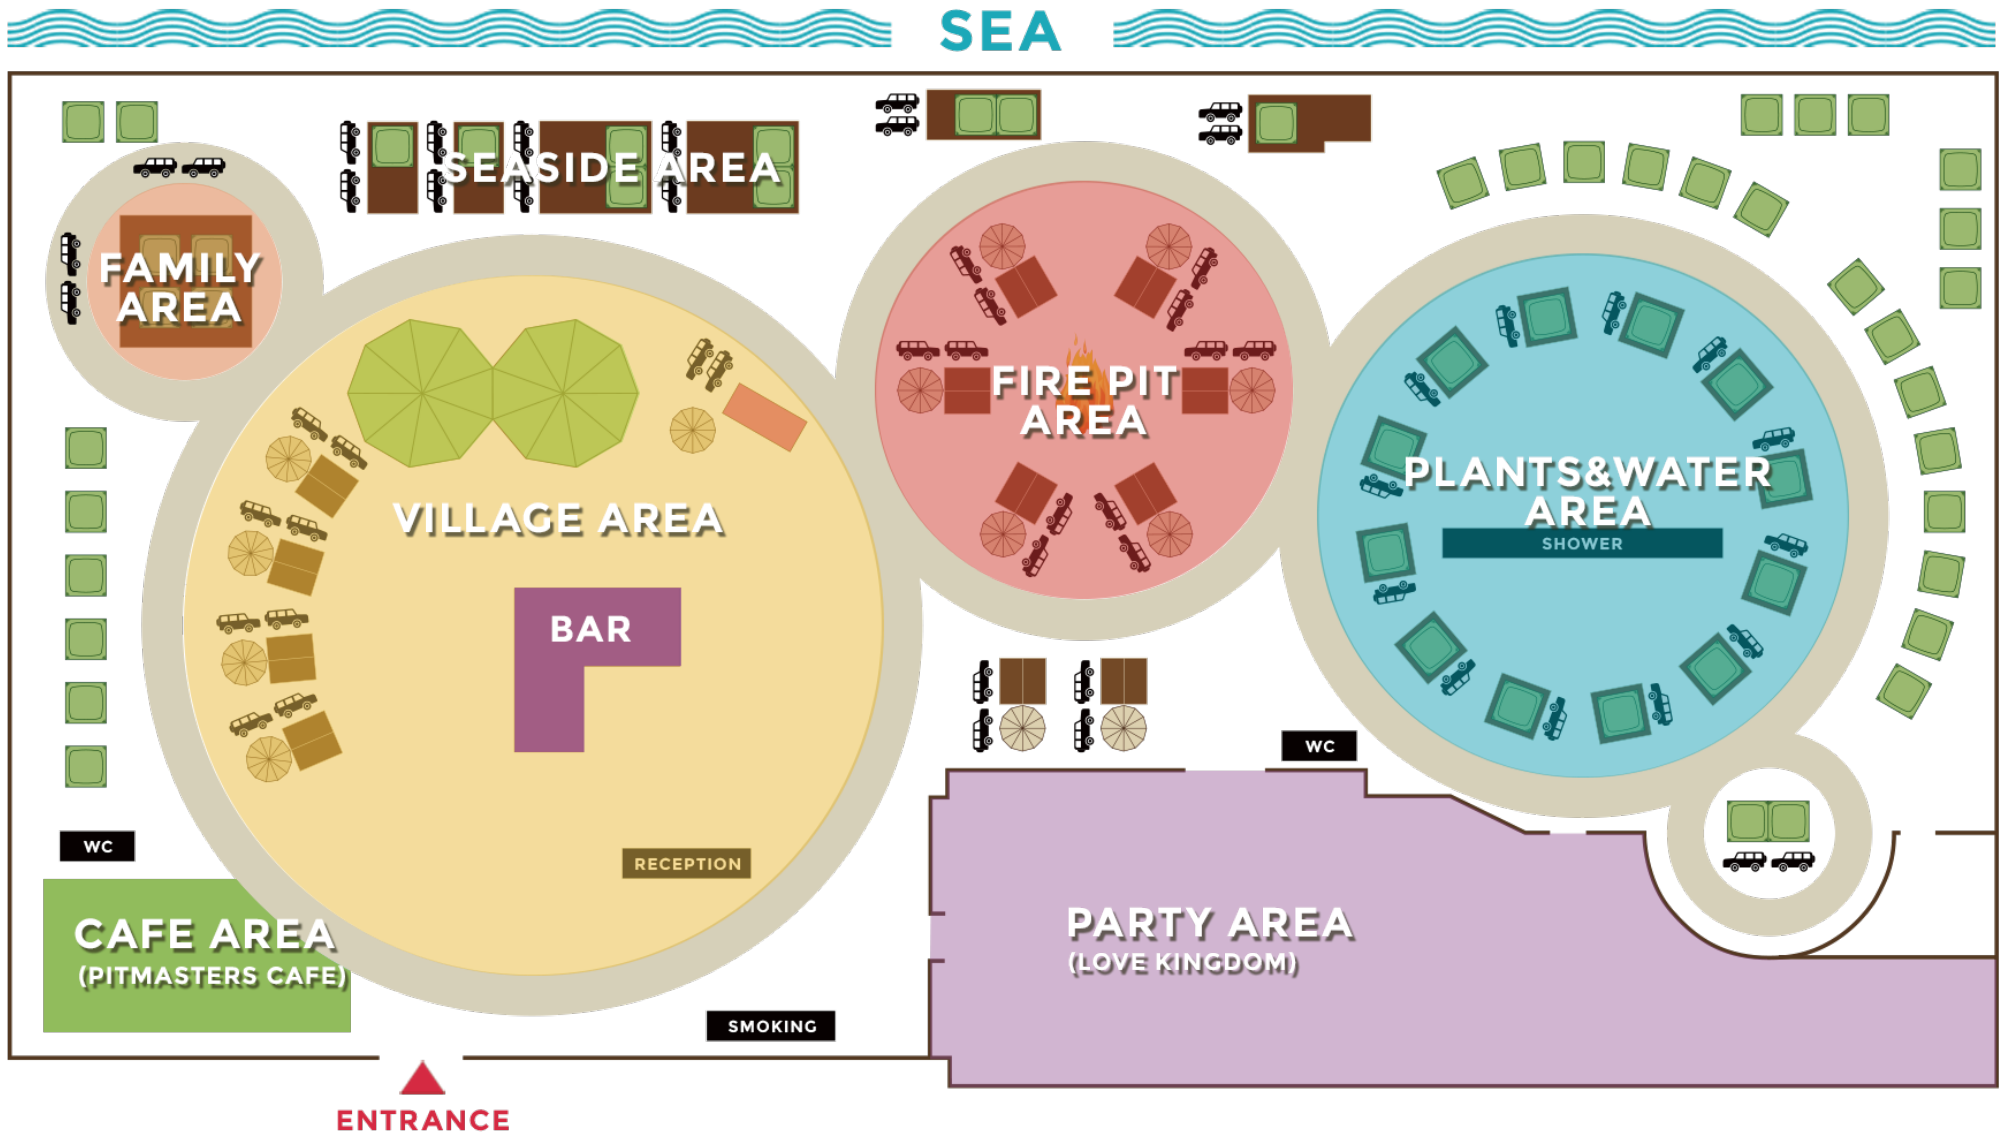 SEA
SEASIDE AREA
FAMILY
AREA
FIRE PIT
AREA
PLANTS&WATER
AREA
SHOWER
VILLAGE AREA
BAR
WC
WC
RECEPTION
CAFE AREA
(PITMASTERS CAFE)
PARTY AREA
(LOVE KINGDOM)
SMOKING
ENTRANCE